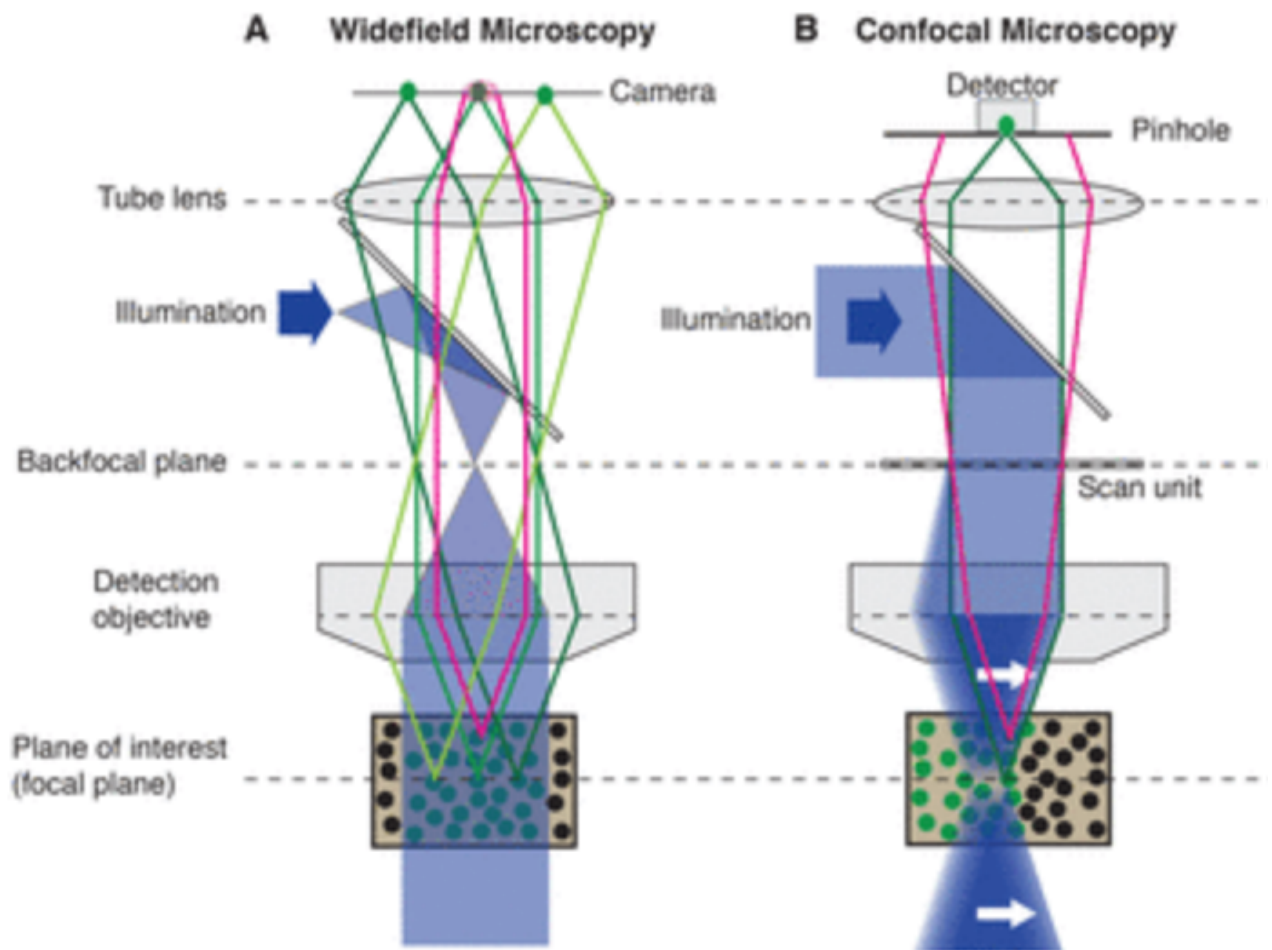 A Widefield Microscopy
B Confocal Microscopy
Camera
Detector
Pinhole
Tube lens
Illumination
Illumination
Backfocal plane
Scan unit
Detection
objective
Plane of interest
(focal plane)